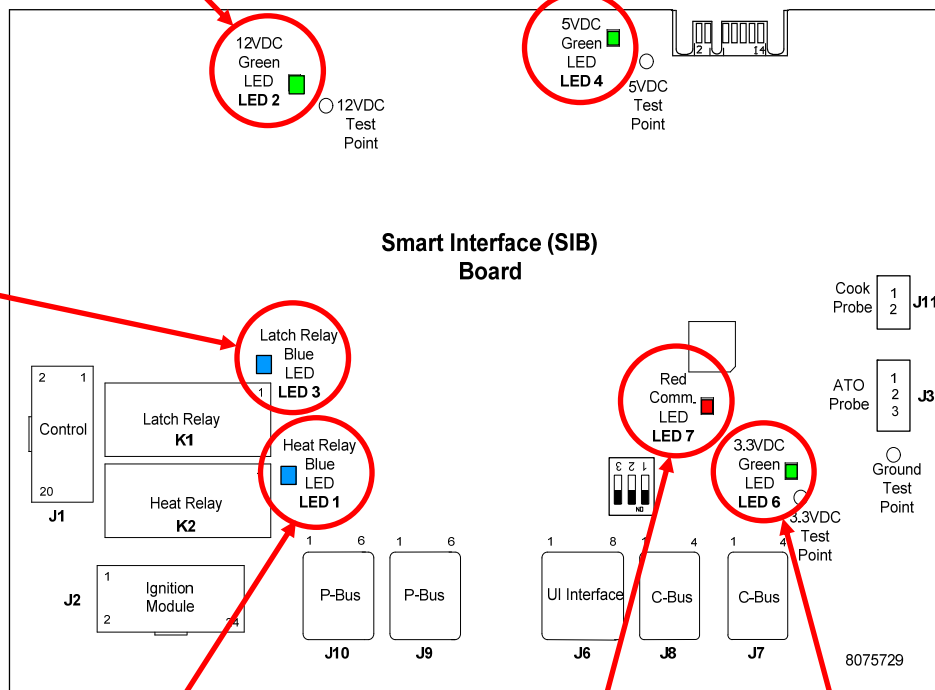 12VDC
Green
LED
LED 2
12VDC
Test
Point
5VDC
Green
LED
LED 4
5VDC
Test
Point
2 14
Smart Interface (SIB)
Board
Cook
Probe
1
2
J11
ATO
Probe
1
2
3
J3
Ground
Test
Point
Latch Relay
Blue
LED
LED 3
2 1
Control
20
J1
1
Latch Relay
K1
Heat Relay
Blue
LED
LED 1
Heat Relay
K2
Red
Comm.
LED
LED 7
3.3VDC
Green
LED
LED 6
3.3VDC
Test
Point
3 2 1
ON
J2
1
Ignition
Module
2 24
1 6
P-Bus
J10
1 6
P-Bus
J9
1 8
UI Interface
J6
1 4
C-Bus
J8
1 4
C-Bus
J7
8075729